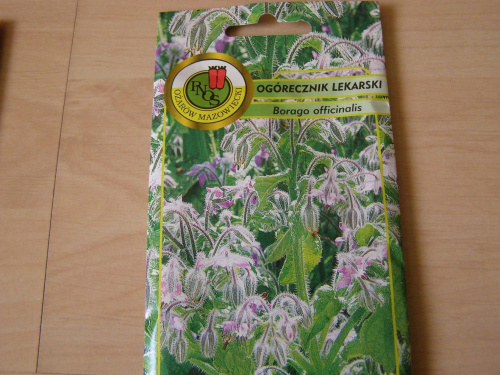 PNOS
OŻARÓW MAZOWIECKI
OGÓRECZNIK LEKARSKI
Borago officinalis